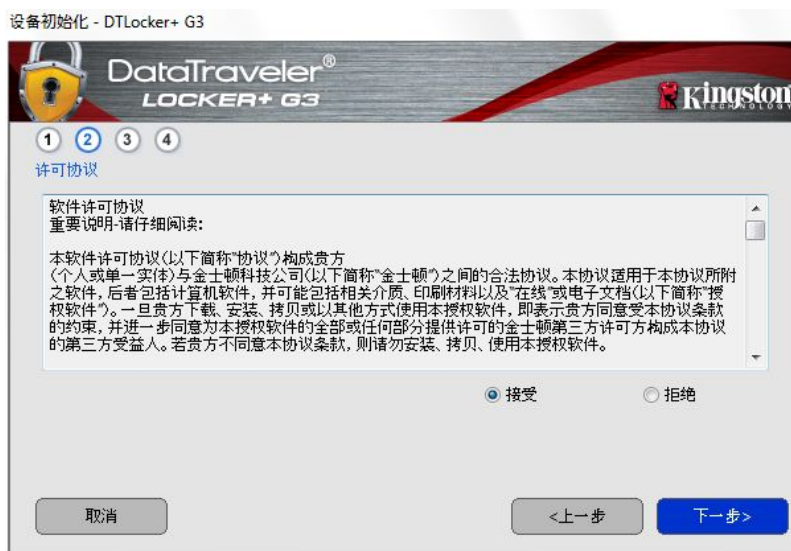 设备初始化 - DTLocker+ G3
DataTraveler®
LOCKER+ G3
Kingston
TECHNOLOGY
1 2 3 4
许可协议
软件许可协议
重要说明-请仔细阅读:
本软件许可协议(以下简称"协议")构成贵方
(个人或单一实体)与金士顿科技公司(以下简称"金士顿")之间的合法协议。本协议适用于本协议所附
之软件, 后者包括计算机软件, 并可能包括相关介质、印刷材料以及"在线"或电子文档(以下简称"授
权软件")。一旦贵方下载、安装、拷贝或以其他方式使用本授权软件, 即表示贵方同意受本协议条款
的约束, 并进一步同意为本授权软件的全部或任何部分提供许可的金士顿第三方许可方构成本协议
的第三方受益人。若贵方不同意本协议条款, 则请勿安装、拷贝、使用本授权软件。
接受 拒绝
取消 <上一步 下一步>